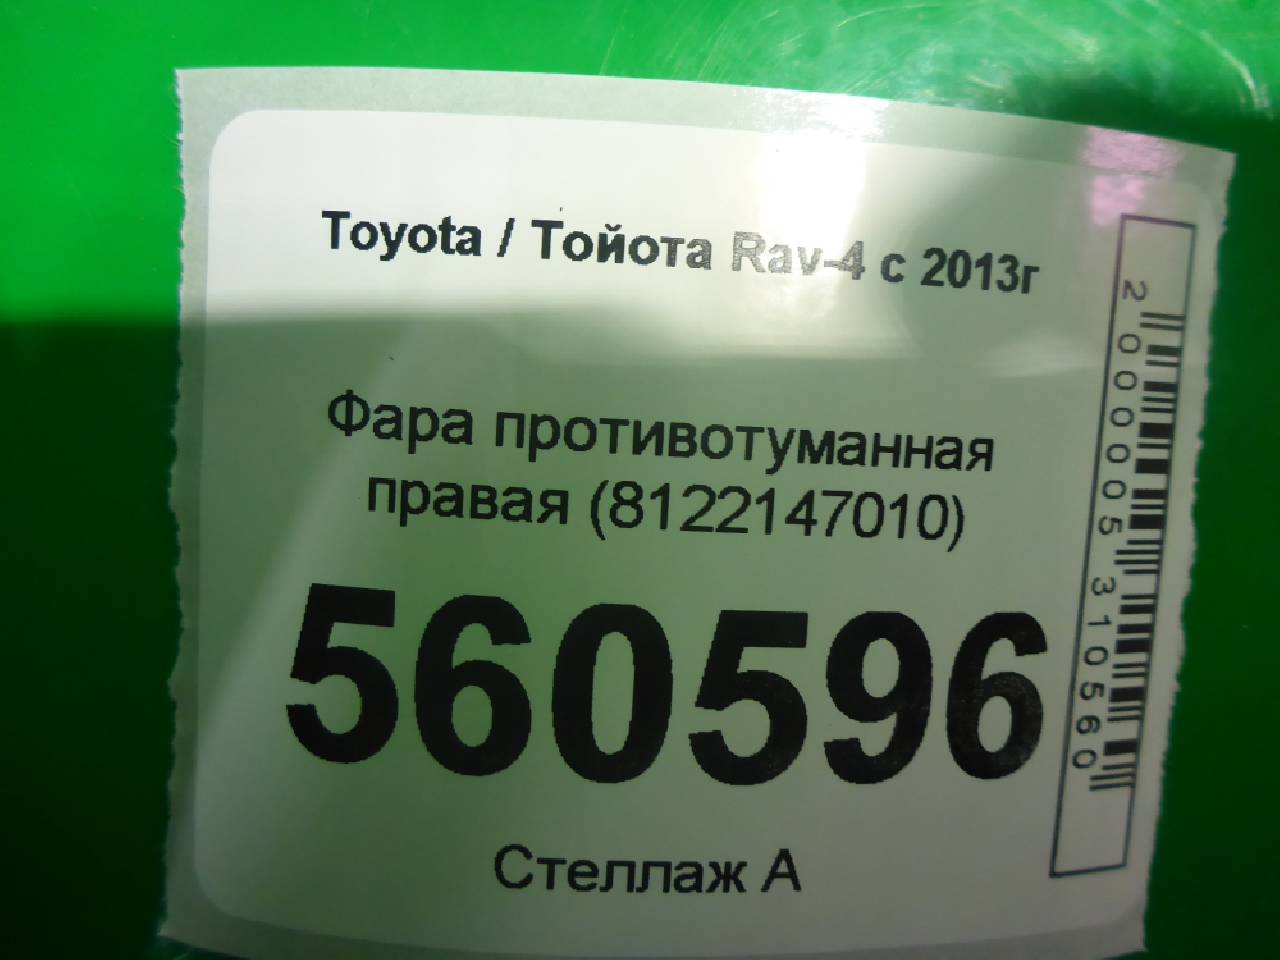 Toyota / Тойота Rav-4 с 2013г
Фара противотуманная
правая (8122147010)
560596
Стеллаж А
2000005310560